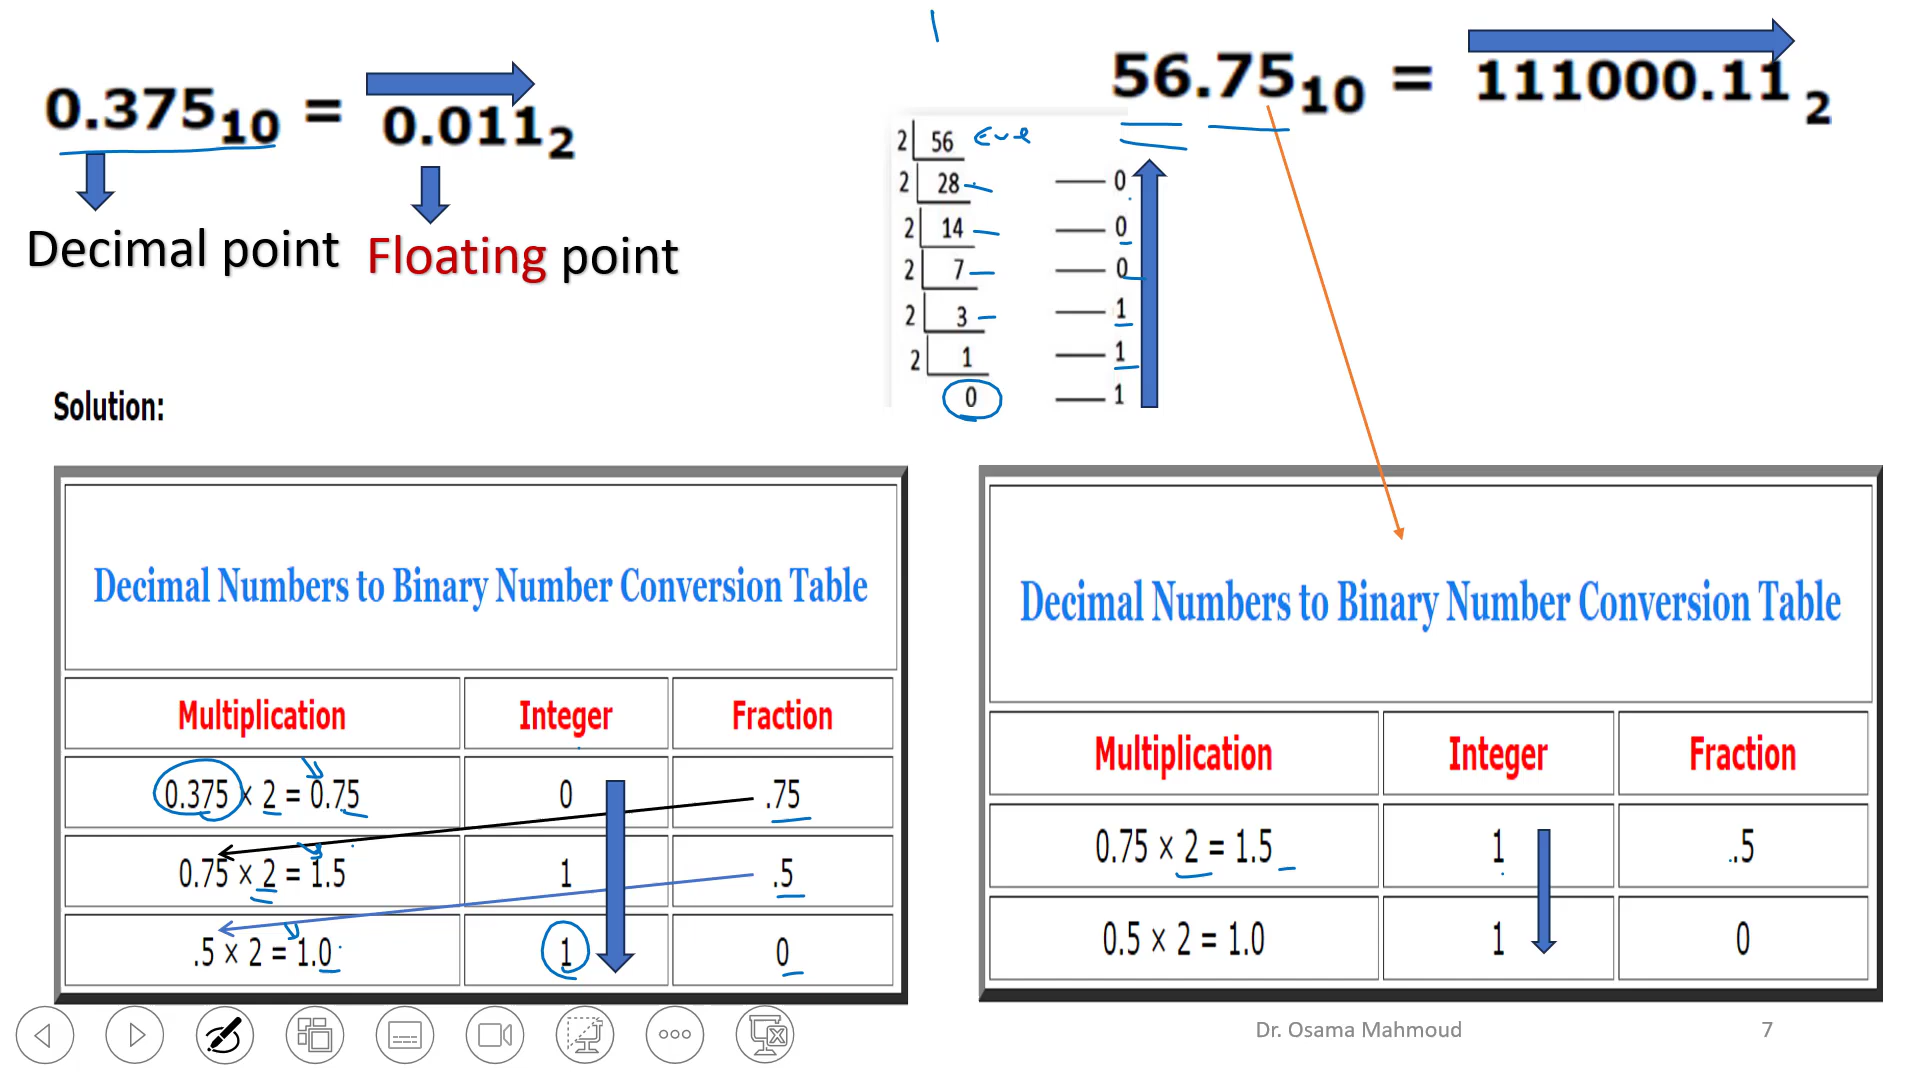 0.375₁₀ = 0.011₂
Decimal point
Floating point
56.75₁₀ = 111000.11₂
2 56
2 28 0
2 14 0
2 7 0
2 3 1
2 1 1
0 1
Solution:
Decimal Numbers to Binary Number Conversion Table
Multiplication Integer Fraction
0.375 × 2 = 0.75 0 .75
0.75 × 2 = 1.5 1 .5
.5 × 2 = 1.0 1 0
Decimal Numbers to Binary Number Conversion Table
Multiplication Integer Fraction
0.75 × 2 = 1.5 1 .5
0.5 × 2 = 1.0 1 0
Dr. Osama Mahmoud
7